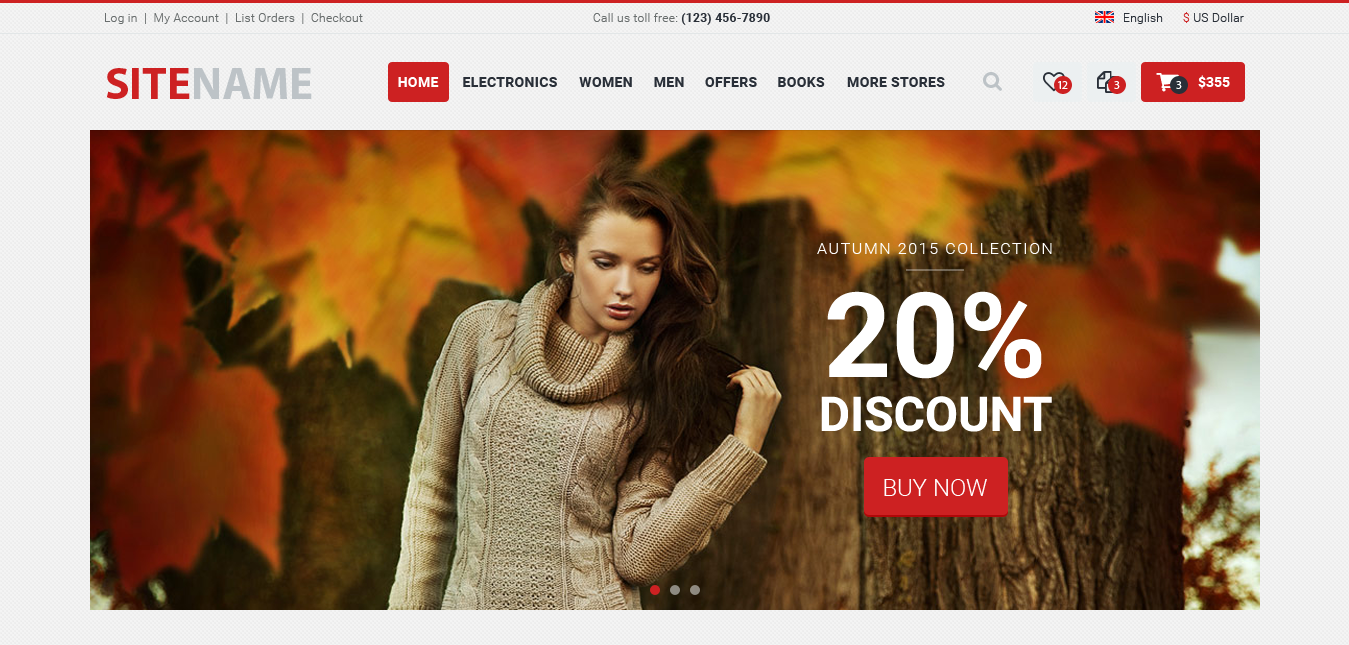 Log in | My Account | List Orders | Checkout
Call us toll free: (123) 456-7890
English
$ US Dollar
SITENAME
HOME
ELECTRONICS
WOMEN
MEN
OFFERS
BOOKS
MORE STORES
12
3
3
$355
AUTUMN 2015 COLLECTION
20%
DISCOUNT
BUY NOW